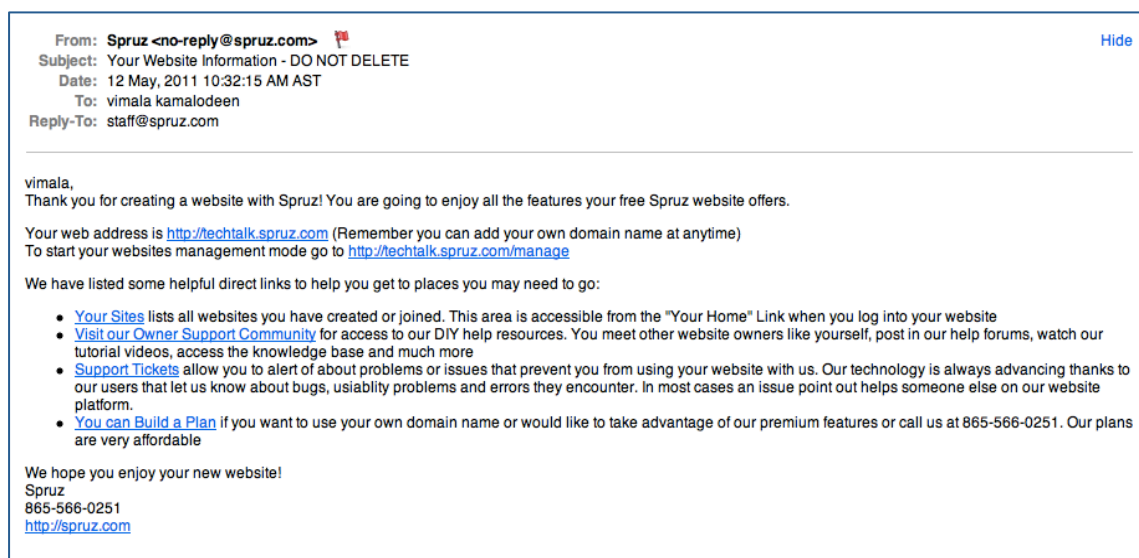 From: Spruz <no-reply@spruz.com> Hide
Subject: Your Website Information - DO NOT DELETE
Date: 12 May, 2011 10:32:15 AM AST
To: vimala kamalodeen
Reply-To: staff@spruz.com
vimala,
Thank you for creating a website with Spruz! You are going to enjoy all the features your free Spruz website offers.
Your web address is http://techtalk.spruz.com (Remember you can add your own domain name at anytime)
To start your websites management mode go to http://techtalk.spruz.com/manage
We have listed some helpful direct links to help you get to places you may need to go:
• Your Sites lists all websites you have created or joined. This area is accessible from the "Your Home" Link when you log into your website
• Visit our Owner Support Community for access to our DIY help resources. You meet other website owners like yourself, post in our help forums, watch our
tutorial videos, access the knowledge base and much more
• Support Tickets allow you to alert of about problems or issues that prevent you from using your website with us. Our technology is always advancing thanks to
our users that let us know about bugs, usiablity problems and errors they encounter. In most cases an issue point out helps someone else on our website
platform.
• You can Build a Plan if you want to use your own domain name or would like to take advantage of our premium features or call us at 865-566-0251. Our plans
are very affordable
We hope you enjoy your new website!
Spruz
865-566-0251
http://spruz.com